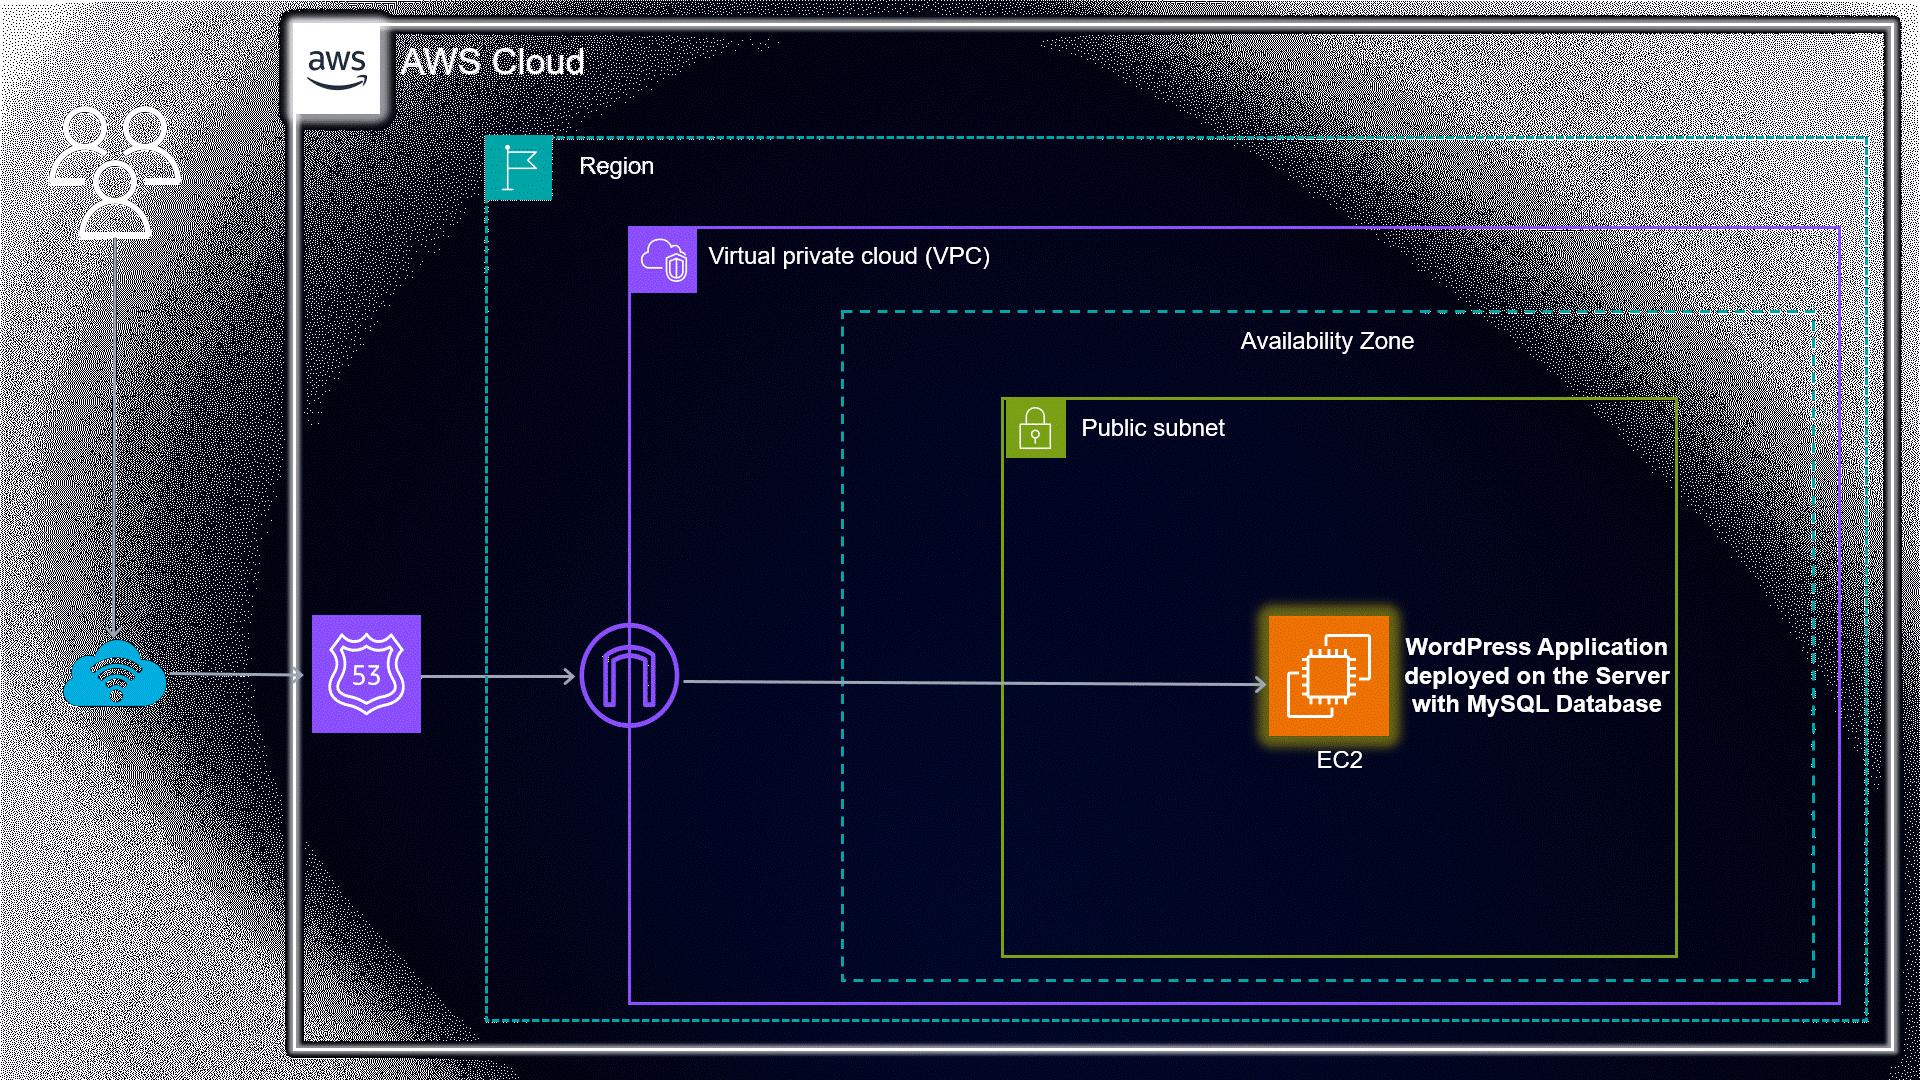 aws
AWS Cloud
Region
Virtual private cloud (VPC)
Availability Zone
Public subnet
53
WordPress Application
deployed on the Server
with MySQL Database
EC2